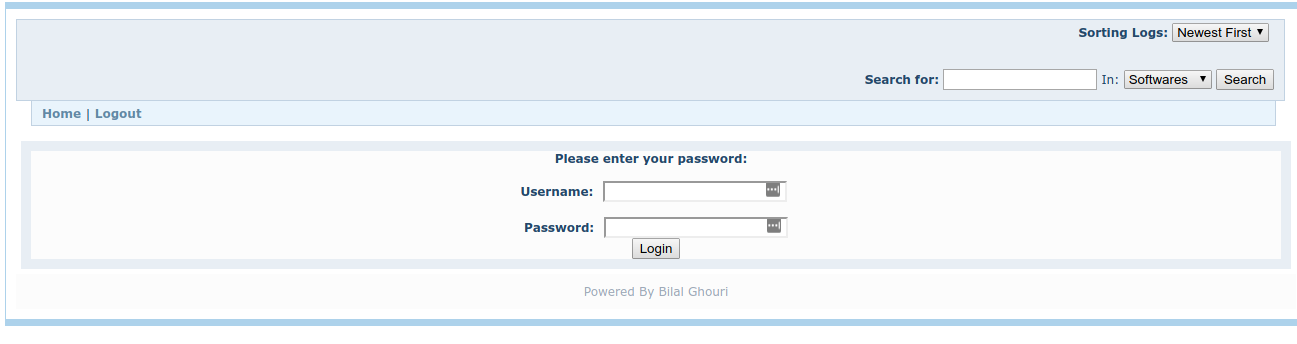 Sorting Logs: Newest First
Search for: In: Softwares Search
Home | Logout
Please enter your password:
Username:
Password:
Login
Powered By Bilal Ghouri